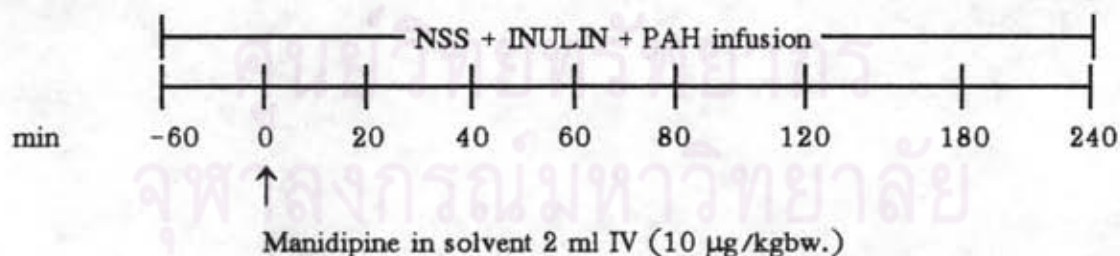 NSS + INULIN + PAH infusion
ศูนย์วิทยทรัพยากร
min -60 0 20 40 60 80 120 180 240
จุฬาลงกรณ์มหาวิทยาลัย
Manidipine in solvent 2 ml IV (10 µg/kgbw.)